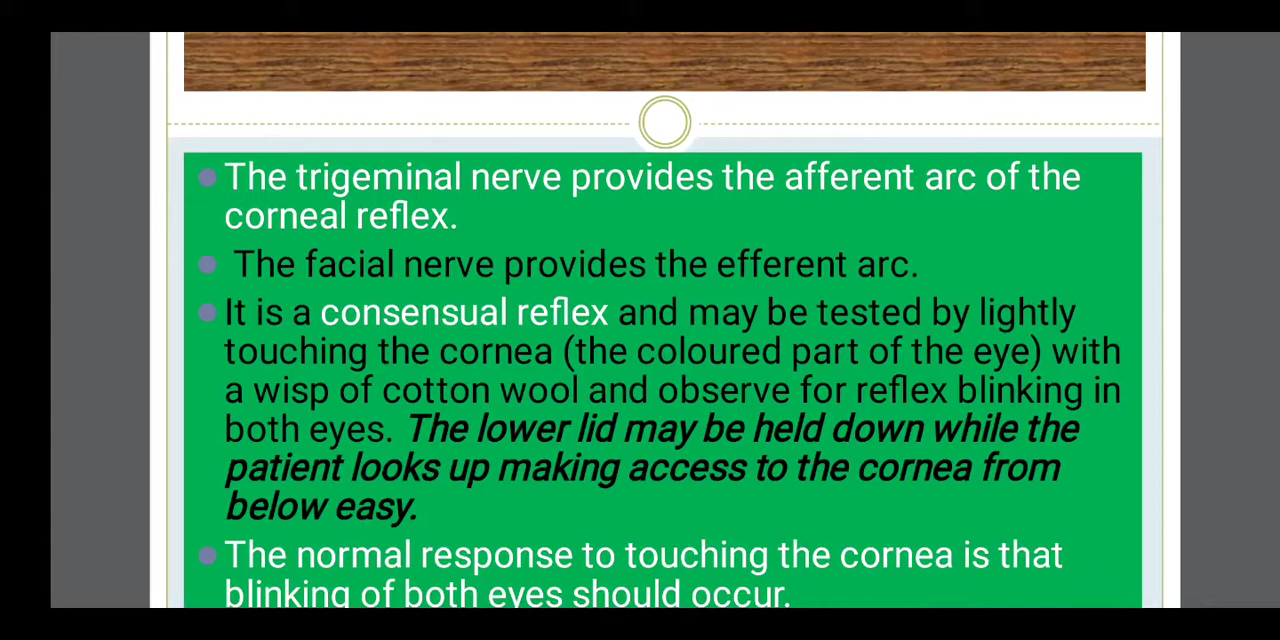 The trigeminal nerve provides the afferent arc of the
corneal reflex.
The facial nerve provides the efferent arc.
It is a consensual reflex and may be tested by lightly
touching the cornea (the coloured part of the eye) with
a wisp of cotton wool and observe for reflex blinking in
both eyes. The lower lid may be held down while the
patient looks up making access to the cornea from
below easy.
The normal response to touching the cornea is that
blinking of both eyes should occur.